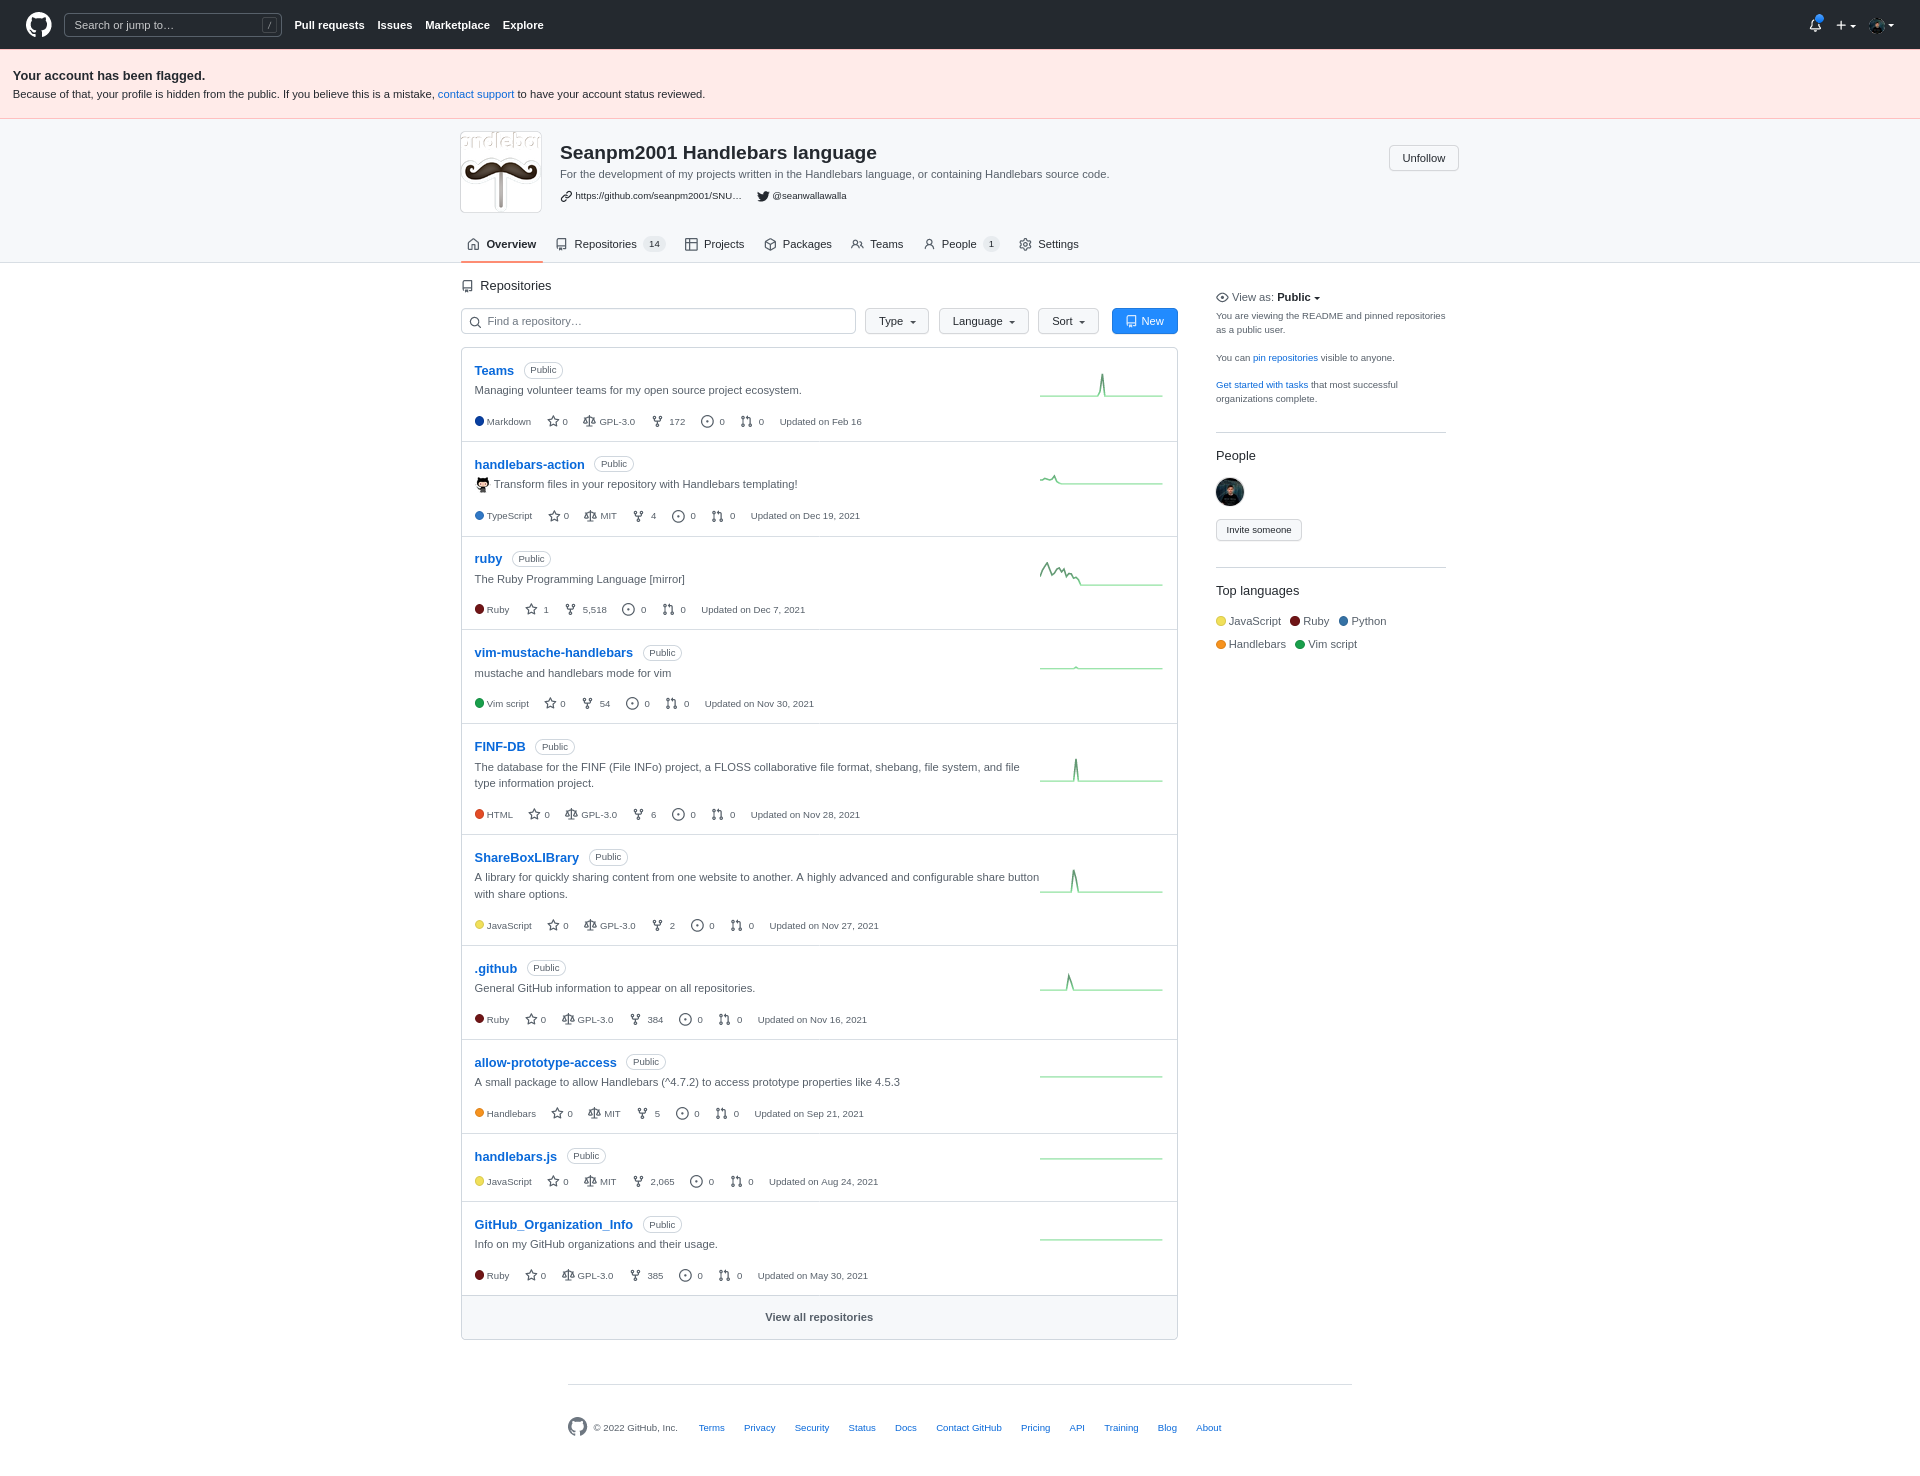 Search or jump to… /
Pull requests Issues Marketplace Explore
Your account has been flagged.
Because of that, your profile is hidden from the public. If you believe this is a mistake, contact support to have your account status reviewed.
Seanpm2001 Handlebars language
Unfollow
For the development of my projects written in the Handlebars language, or containing Handlebars source code.
https://github.com/seanpm2001/SNU… @seanwallawalla
Overview Repositories 14 Projects Packages Teams People 1 Settings
Repositories
Find a repository… Type Language Sort New
Teams Public
Managing volunteer teams for my open source project ecosystem.
Markdown 0 GPL-3.0 172 0 0 Updated on Feb 16
handlebars-action Public
Transform files in your repository with Handlebars templating!
TypeScript 0 MIT 4 0 0 Updated on Dec 19, 2021
ruby Public
The Ruby Programming Language [mirror]
Ruby 1 5,518 0 0 Updated on Dec 7, 2021
vim-mustache-handlebars Public
mustache and handlebars mode for vim
Vim script 0 54 0 0 Updated on Nov 30, 2021
FINF-DB Public
The database for the FINF (File INFo) project, a FLOSS collaborative file format, shebang, file system, and file
type information project.
HTML 0 GPL-3.0 6 0 0 Updated on Nov 28, 2021
ShareBoxLIBrary Public
A library for quickly sharing content from one website to another. A highly advanced and configurable share button
with share options.
JavaScript 0 GPL-3.0 2 0 0 Updated on Nov 27, 2021
.github Public
General GitHub information to appear on all repositories.
Ruby 0 GPL-3.0 384 0 0 Updated on Nov 16, 2021
allow-prototype-access Public
A small package to allow Handlebars (^4.7.2) to access prototype properties like 4.5.3
Handlebars 0 MIT 5 0 0 Updated on Sep 21, 2021
handlebars.js Public
JavaScript 0 MIT 2,065 0 0 Updated on Aug 24, 2021
GitHub_Organization_Info Public
Info on my GitHub organizations and their usage.
Ruby 0 GPL-3.0 385 0 0 Updated on May 30, 2021
View all repositories
View as: Public
You are viewing the README and pinned repositories
as a public user.
You can pin repositories visible to anyone.
Get started with tasks that most successful
organizations complete.
People
Invite someone
Top languages
JavaScript Ruby Python
Handlebars Vim script
© 2022 GitHub, Inc. Terms Privacy Security Status Docs Contact GitHub Pricing API Training Blog About